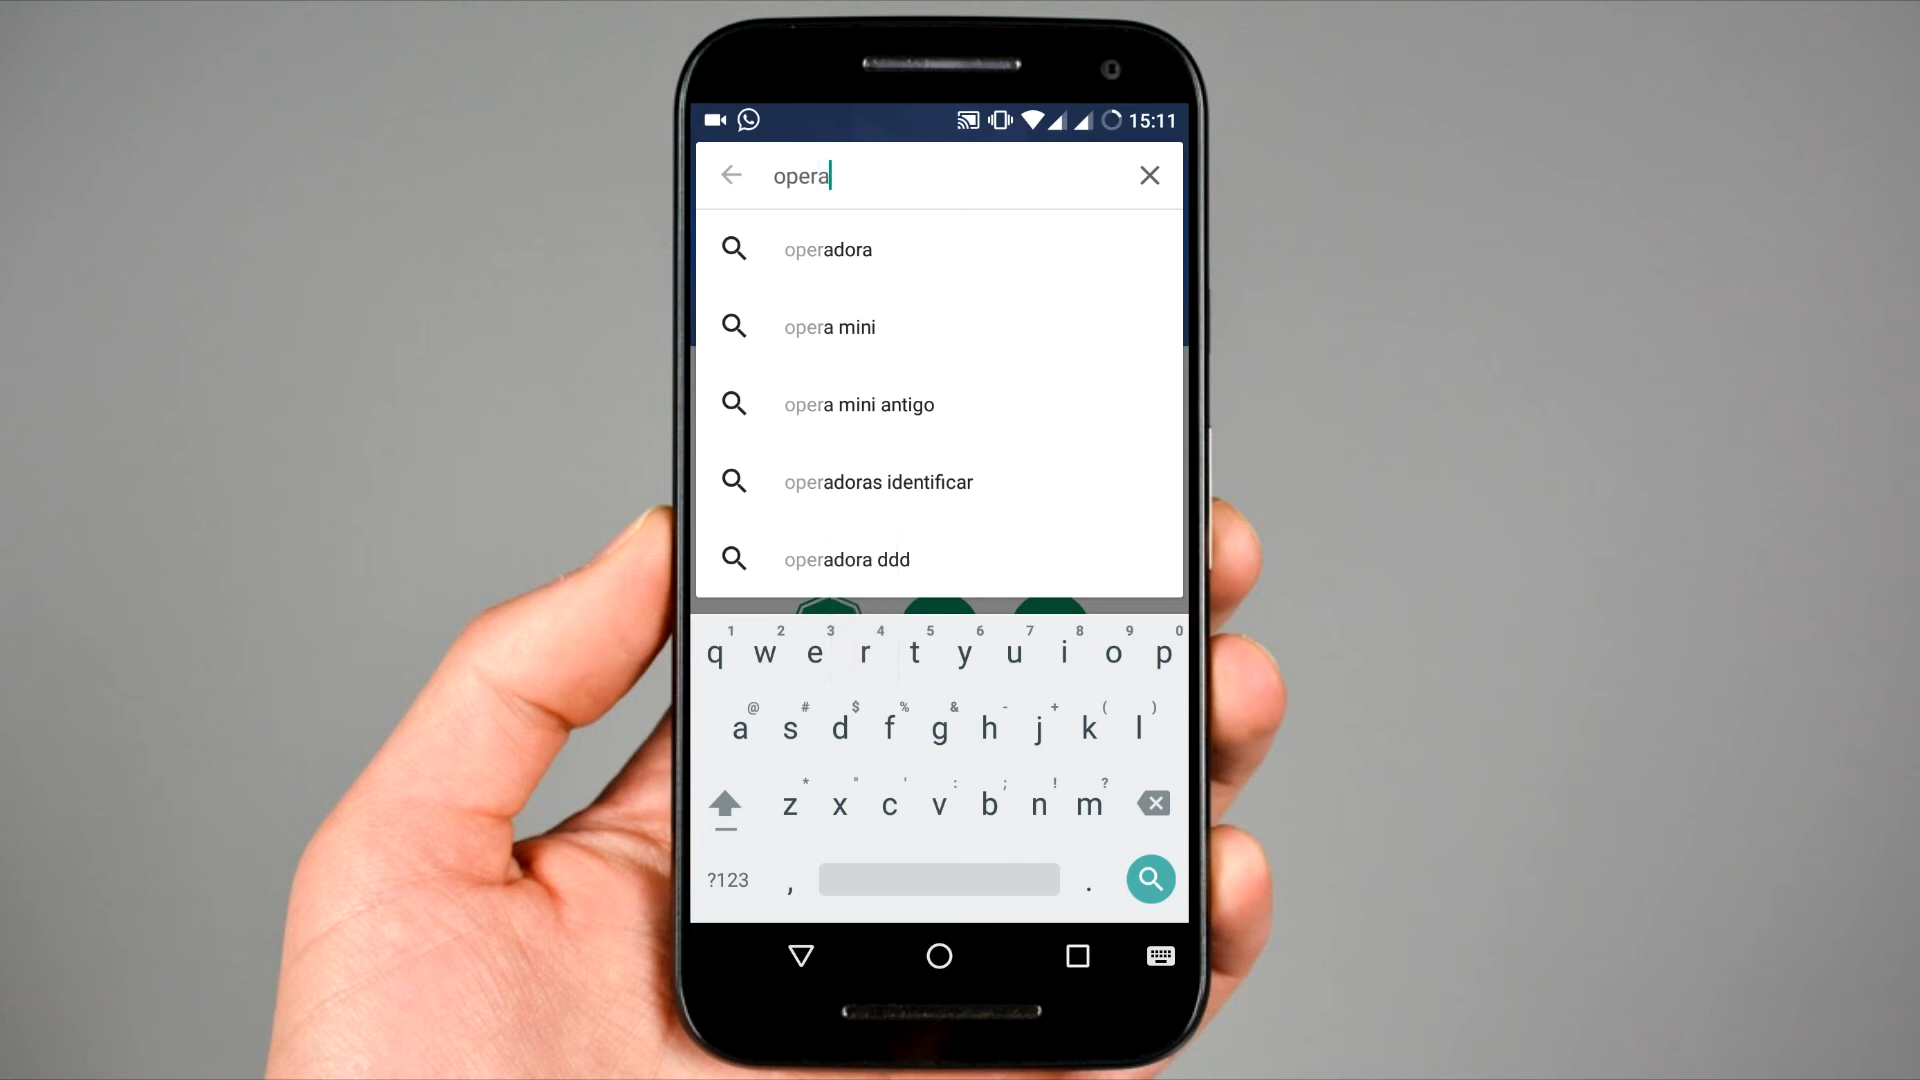 15:11
opera
operadora
opera mini
opera mini antigo
operadoras identificar
operadora ddd
1 2 3 4 5 6 7 8 9 0
q w e r t y u i o p
@ # $ % & - + ( )
a s d f g h j k l
* " ' : ; ! ?
z x c v b n m
?123 , .